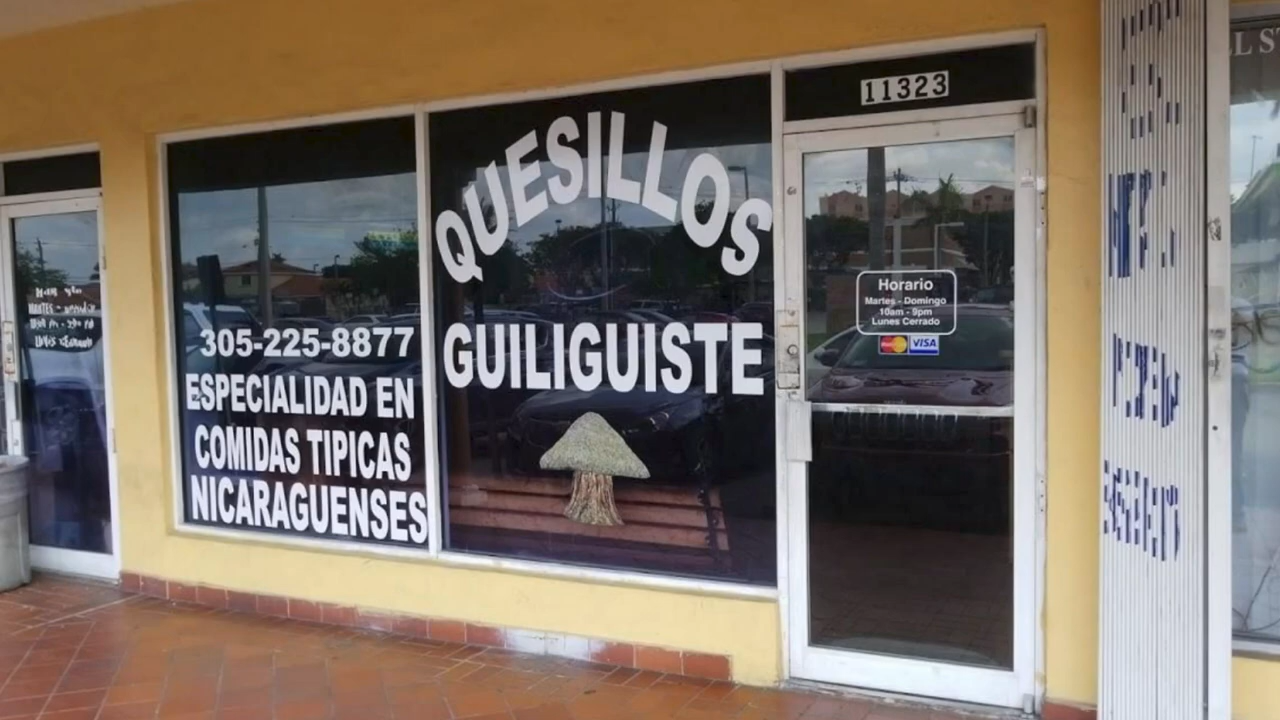 305-225-8877
ESPECIALIDAD EN
COMIDAS TIPICAS
NICARAGUENSES
QUESILLOS
GUILIGUISTE
11323
Horario
Martes - Domingo
10am - 9pm
Lunes Cerrado
MasterCard
VISA